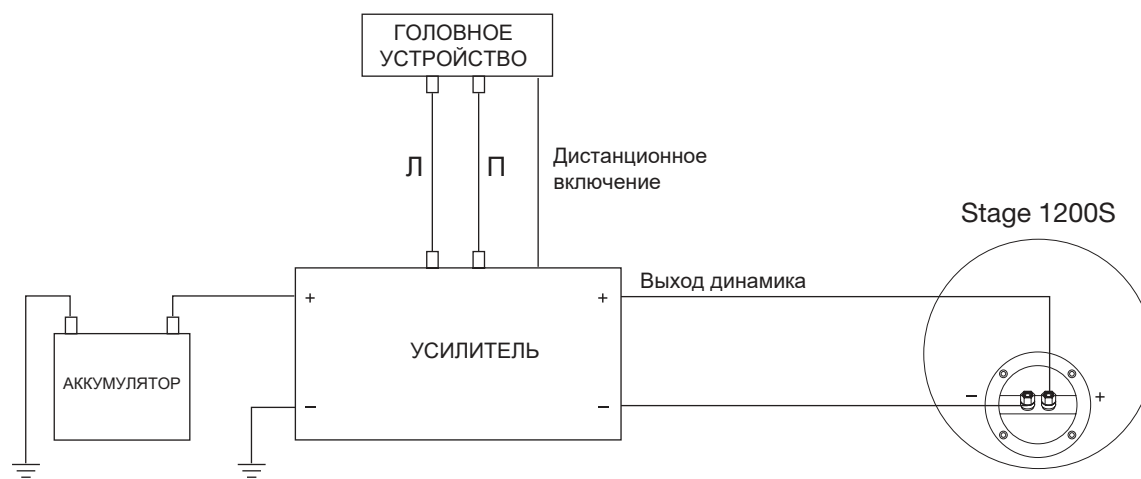 ГОЛОВНОЕ
УСТРОЙСТВО
Л
П
Дистанционное
включение
Stage 1200S
Выход динамика
+
+
УСИЛИТЕЛЬ
АККУМУЛЯТОР
–
–
–
+